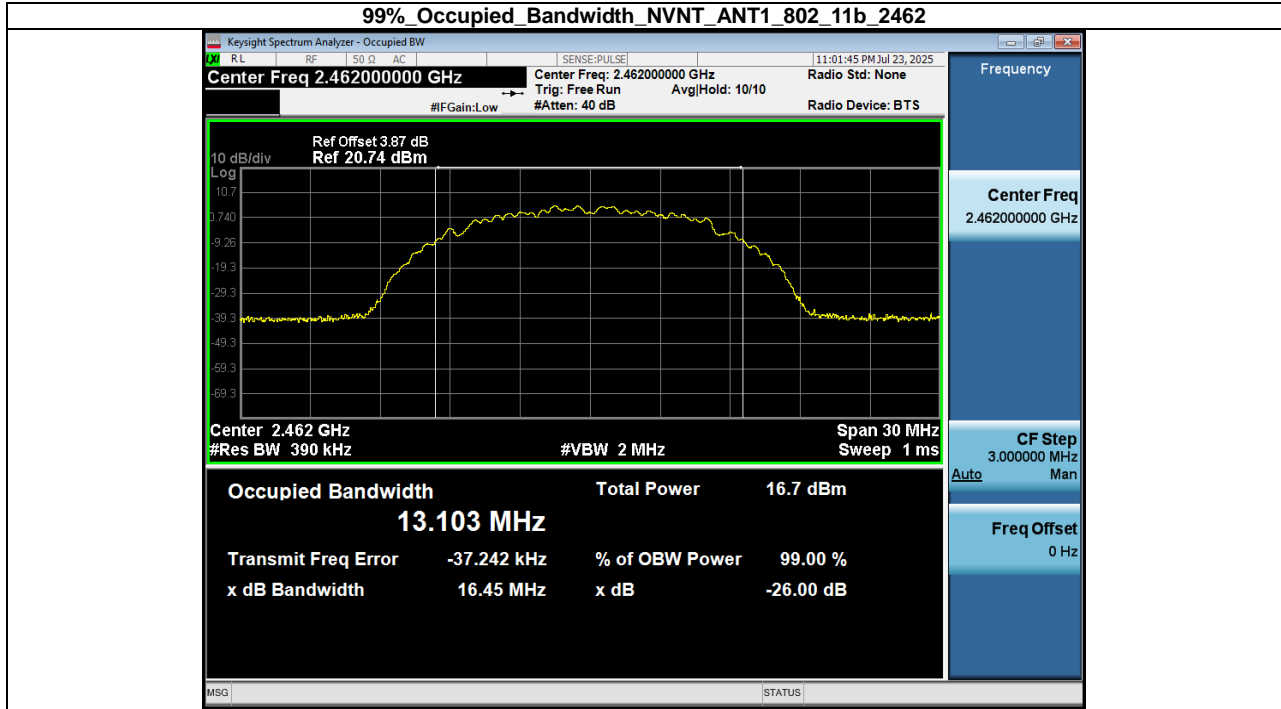 99%_Occupied_Bandwidth_NVNT_ANT1_802_11b_2462
Keysight Spectrum Analyzer - Occupied BW
LXI RL RF 50 Ω AC SENSE:PULSE 11:01:45 PM Jul 23, 2025
Center Freq 2.462000000 GHz Center Freq: 2.462000000 GHz Radio Std: None
Trig: Free Run Avg|Hold: 10/10
#IFGain:Low #Atten: 40 dB Radio Device: BTS
Frequency
Ref Offset 3.87 dB
10 dB/div Ref 20.74 dBm
Log
10.7
0.740
-9.26
-19.3
-29.3
-39.3
-49.3
-59.3
-69.3
Center 2.462 GHz Span 30 MHz
#Res BW 390 kHz #VBW 2 MHz Sweep 1 ms
Center Freq
2.462000000 GHz
CF Step
3.000000 MHz
Auto Man
Freq Offset
0 Hz
Occupied Bandwidth Total Power 16.7 dBm
13.103 MHz
Transmit Freq Error -37.242 kHz % of OBW Power 99.00 %
x dB Bandwidth 16.45 MHz x dB -26.00 dB
MSG STATUS